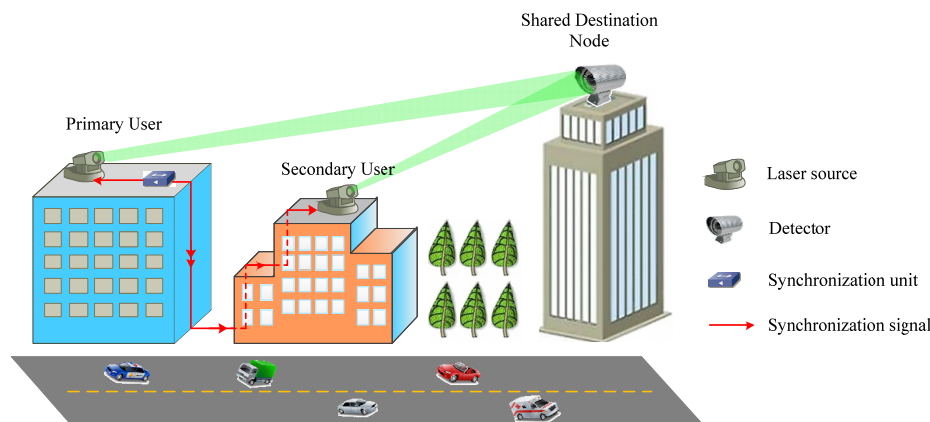 Shared Destination
Node
Primary User
Secondary User
Laser source
Detector
Synchronization unit
Synchronization signal